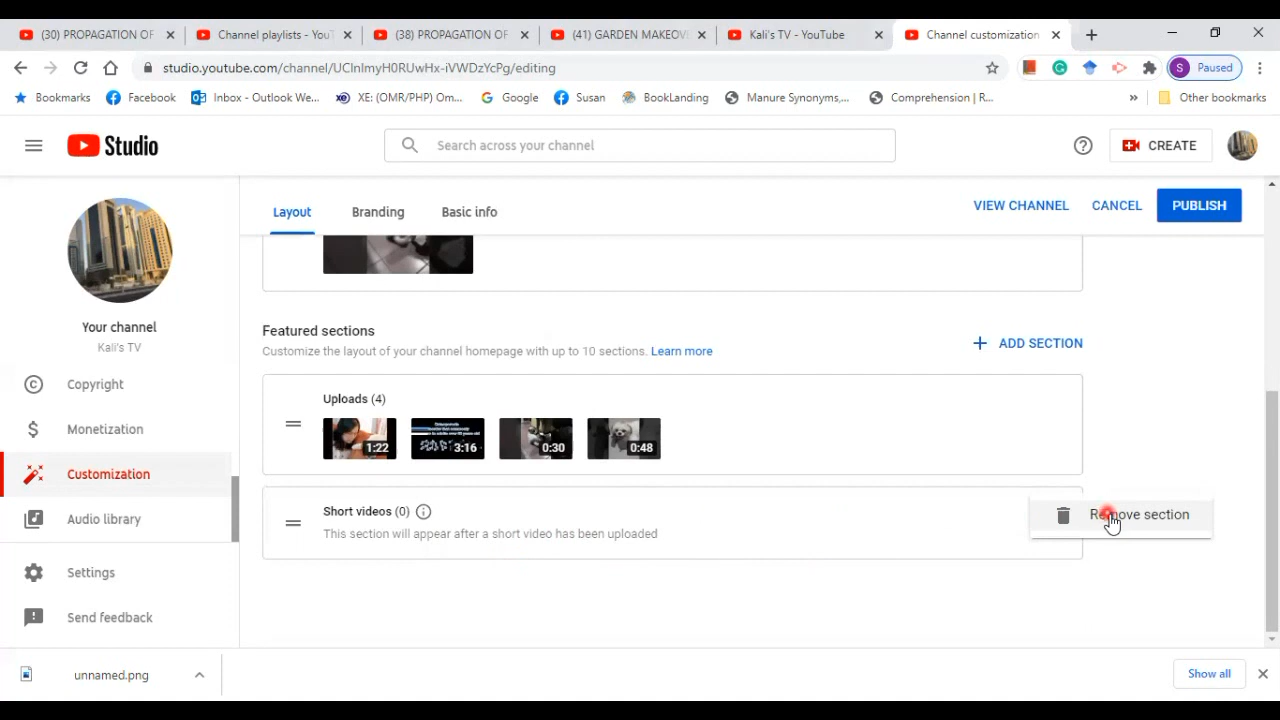 (30) PROPAGATION OF
Channel playlists - YouT
(38) PROPAGATION OF
(41) GARDEN MAKEOVE
Kali's TV - YouTube
Channel customization
studio.youtube.com/channel/UClnlmyH0RUwHx-iVWDzYcPg/editing
S Paused
Bookmarks
Facebook
Inbox - Outlook We...
XE: (OMR/PHP) Om...
Google
Susan
BookLanding
Manure Synonyms,...
Comprehension | R...
»
Other bookmarks
Studio
Search across your channel
CREATE
Layout
Branding
Basic info
VIEW CHANNEL
CANCEL
PUBLISH
Your channel
Kali's TV
Copyright
Monetization
Customization
Audio library
Settings
Send feedback
Featured sections
Customize the layout of your channel homepage with up to 10 sections. Learn more
ADD SECTION
Uploads (4)
1:22
3:16
0:30
0:48
Short videos (0)
This section will appear after a short video has been uploaded
Remove section
unnamed.png
Show all